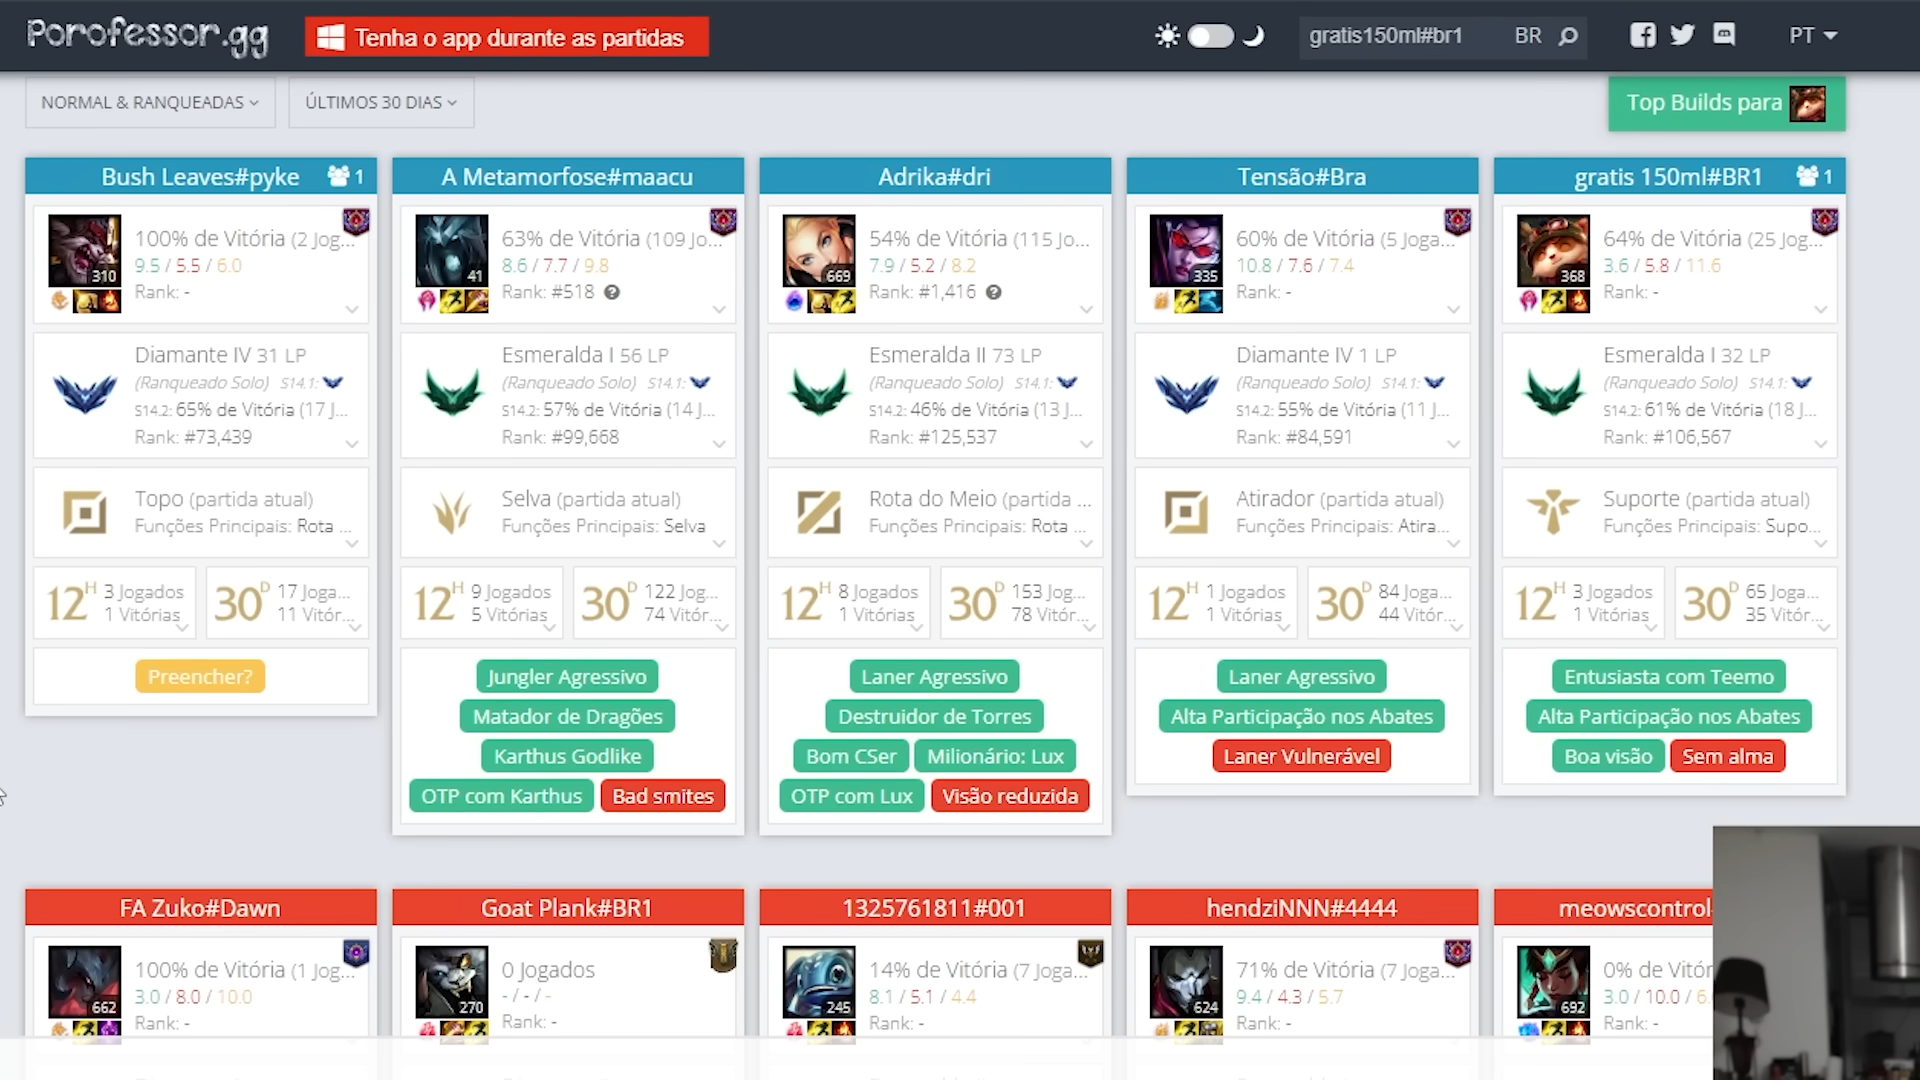 Porofessor.gg
Tenha o app durante as partidas
gratis150ml#br1 BR
PT
NORMAL & RANQUEADAS
ÚLTIMOS 30 DIAS
Top Builds para
Bush Leaves#pyke 1
310
100% de Vitória (2 Jog...
9.5 / 5.5 / 6.0
Rank: -
Diamante IV 31 LP
(Ranqueado Solo) S14.1:
S14.2: 65% de Vitória (17 J...
Rank: #73,439
Topo (partida atual)
Funções Principais: Rota ...
12H 3 Jogados
1 Vitórias
30D 17 Joga...
11 Vitór...
Preencher?
A Metamorfose#maacu
41
63% de Vitória (109 Jo...
8.6 / 7.7 / 9.8
Rank: #518
Esmeralda I 56 LP
(Ranqueado Solo) S14.1:
S14.2: 57% de Vitória (14 J...
Rank: #99,668
Selva (partida atual)
Funções Principais: Selva
12H 9 Jogados
5 Vitórias
30D 122 Jog...
74 Vitór...
Jungler Agressivo
Matador de Dragões
Karthus Godlike
OTP com Karthus Bad smites
Adrika#dri
669
54% de Vitória (115 Jo...
7.9 / 5.2 / 8.2
Rank: #1,416
Esmeralda II 73 LP
(Ranqueado Solo) S14.1:
S14.2: 46% de Vitória (13 J...
Rank: #125,537
Rota do Meio (partida ...
Funções Principais: Rota ...
12H 8 Jogados
1 Vitórias
30D 153 Jog...
78 Vitór...
Laner Agressivo
Destruidor de Torres
Bom CSer Milionário: Lux
OTP com Lux Visão reduzida
Tensão#Bra
335
60% de Vitória (5 Joga...
10.8 / 7.6 / 7.4
Rank: -
Diamante IV 1 LP
(Ranqueado Solo) S14.1:
S14.2: 55% de Vitória (11 J...
Rank: #84,591
Atirador (partida atual)
Funções Principais: Atira...
12H 1 Jogados
1 Vitórias
30D 84 Joga...
44 Vitór...
Laner Agressivo
Alta Participação nos Abates
Laner Vulnerável
gratis 150ml#BR1 1
368
64% de Vitória (25 Jog...
3.6 / 5.8 / 11.6
Rank: -
Esmeralda I 32 LP
(Ranqueado Solo) S14.1:
S14.2: 61% de Vitória (18 J...
Rank: #106,567
Suporte (partida atual)
Funções Principais: Supo...
12H 3 Jogados
1 Vitórias
30D 65 Joga...
35 Vitór...
Entusiasta com Teemo
Alta Participação nos Abates
Boa visão Sem alma
FA Zuko#Dawn
662
100% de Vitória (1 Jog...
3.0 / 8.0 / 10.0
Rank: -
Goat Plank#BR1
270
0 Jogados
- / - / -
Rank: -
1325761811#001
245
14% de Vitória (7 Joga...
8.1 / 5.1 / 4.4
Rank: -
hendziNNN#4444
624
71% de Vitória (7 Joga...
9.4 / 4.3 / 5.7
Rank: -
meowscontrol
692
0% de Vitór
3.0 / 10.0 / 6.
Rank: -